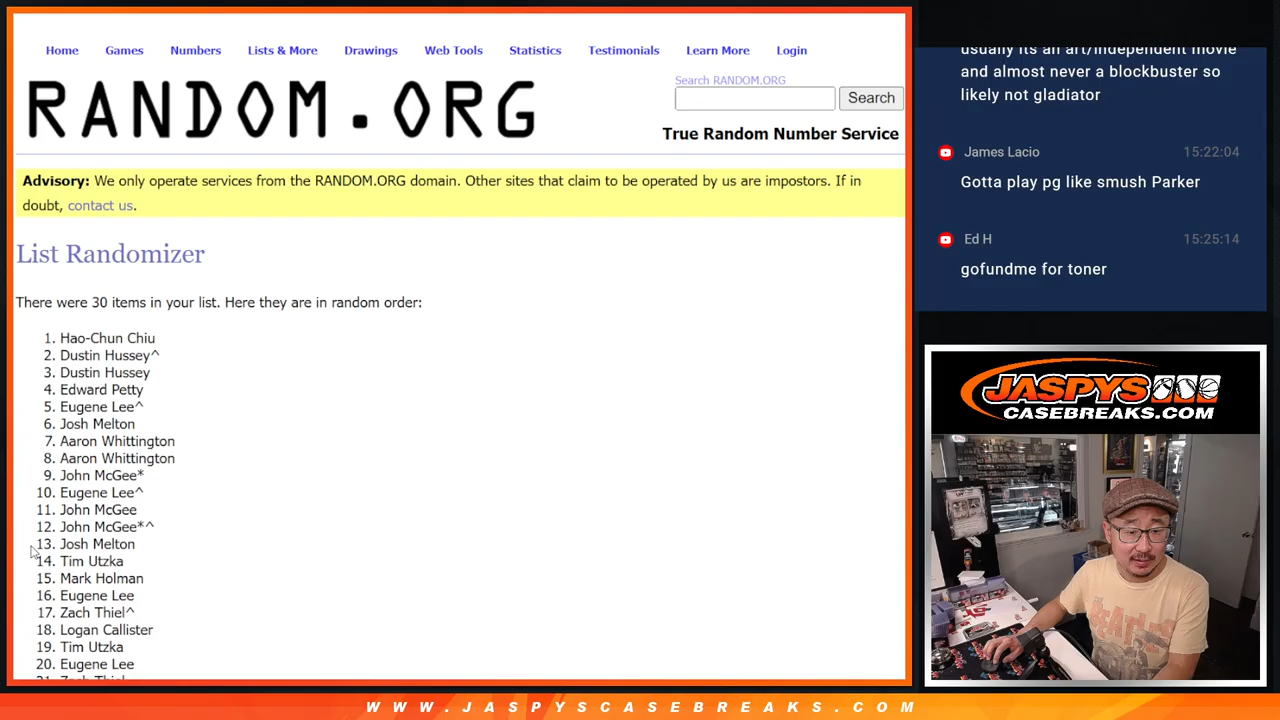 Home Games Numbers Lists & More Drawings Web Tools Statistics Testimonials Learn More Login
RANDOM.ORG
Search RANDOM.ORG
Search
True Random Number Service
Advisory: We only operate services from the RANDOM.ORG domain. Other sites that claim to be operated by us are impostors. If in
doubt, contact us.
List Randomizer
There were 30 items in your list. Here they are in random order:
1. Hao-Chun Chiu
2. Dustin Hussey^
3. Dustin Hussey
4. Edward Petty
5. Eugene Lee^
6. Josh Melton
7. Aaron Whittington
8. Aaron Whittington
9. John McGee*
10. Eugene Lee^
11. John McGee
12. John McGee*^
13. Josh Melton
14. Tim Utzka
15. Mark Holman
16. Eugene Lee
17. Zach Thiel^
18. Logan Callister
19. Tim Utzka
20. Eugene Lee
21. Zach Thiel
usually its an art/independent movie
and almost never a blockbuster so
likely not gladiator
James Lacio 15:22:04
Gotta play pg like smush Parker
Ed H 15:25:14
gofundme for toner
JASPYS
CASEBREAKS.COM
WWW.JASPYSCASEBREAKS.COM